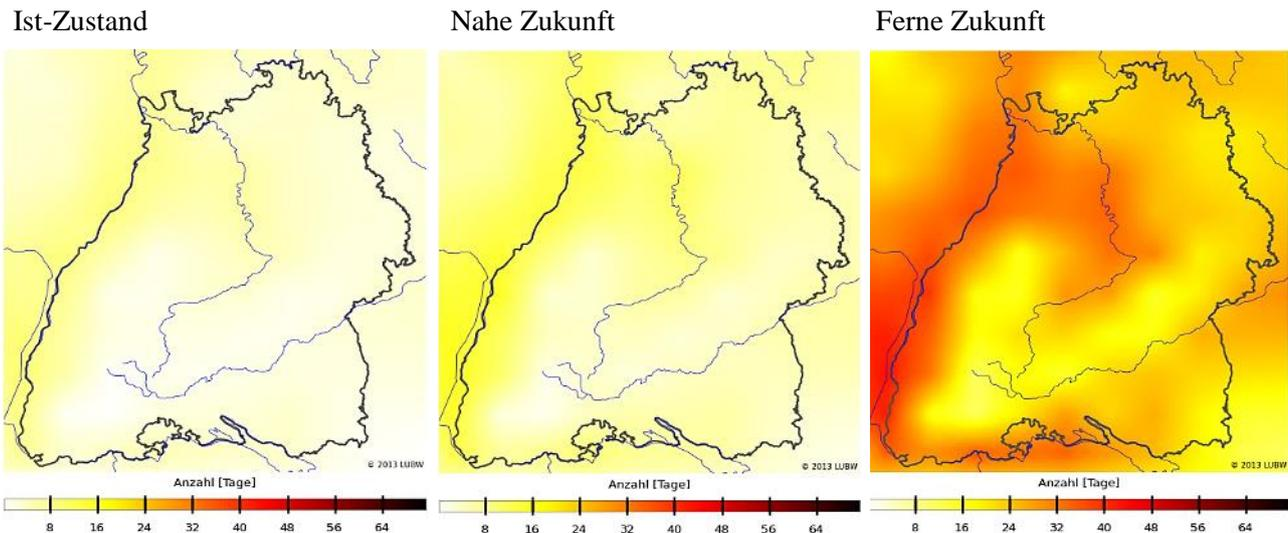 Ist-Zustand
Nahe Zukunft
Ferne Zukunft
© 2013 LUBW
© 2013 LUBW
© 2013 LUBW
Anzahl [Tage]
Anzahl [Tage]
Anzahl [Tage]
8 16 24 32 40 48 56 64
8 16 24 32 40 48 56 64
8 16 24 32 40 48 56 64